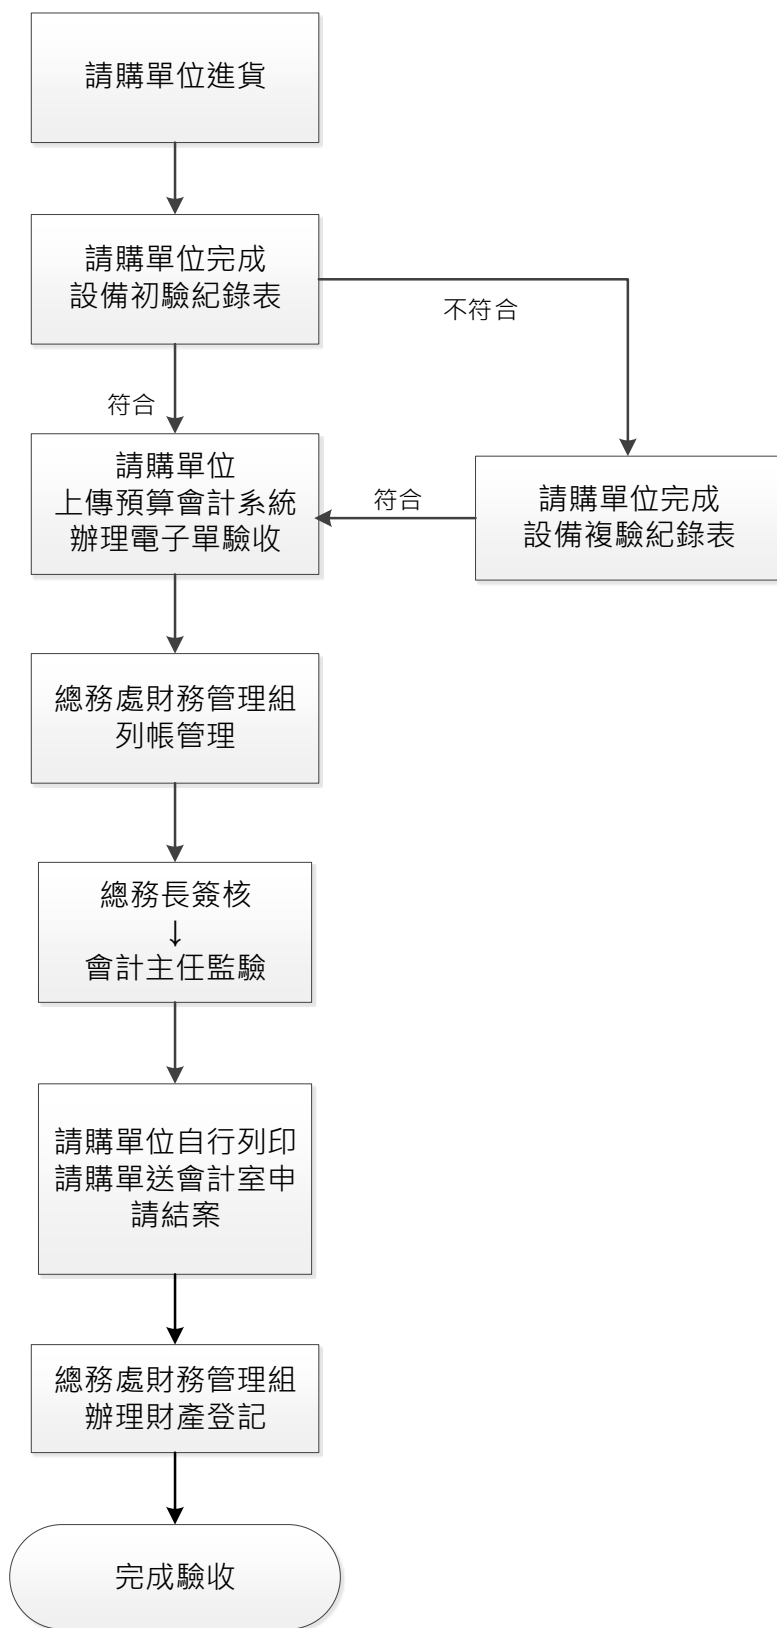 請購單位進貨
請購單位完成
設備初驗紀錄表
不符合
符合
請購單位
上傳預算會計系統
辦理電子單驗收
符合
請購單位完成
設備複驗紀錄表
總務處財務管理組
列帳管理
總務長簽核
↓
會計主任監驗
請購單位自行列印
請購單送會計室申
請結案
總務處財務管理組
辦理財產登記
完成驗收